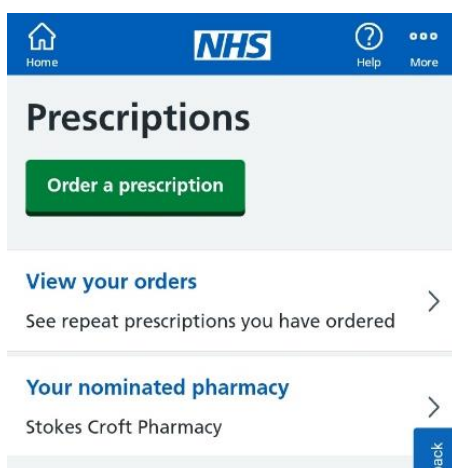 NHS
Home
Help
More
Prescriptions
Order a prescription
View your orders
See repeat prescriptions you have ordered
Your nominated pharmacy
Stokes Croft Pharmacy